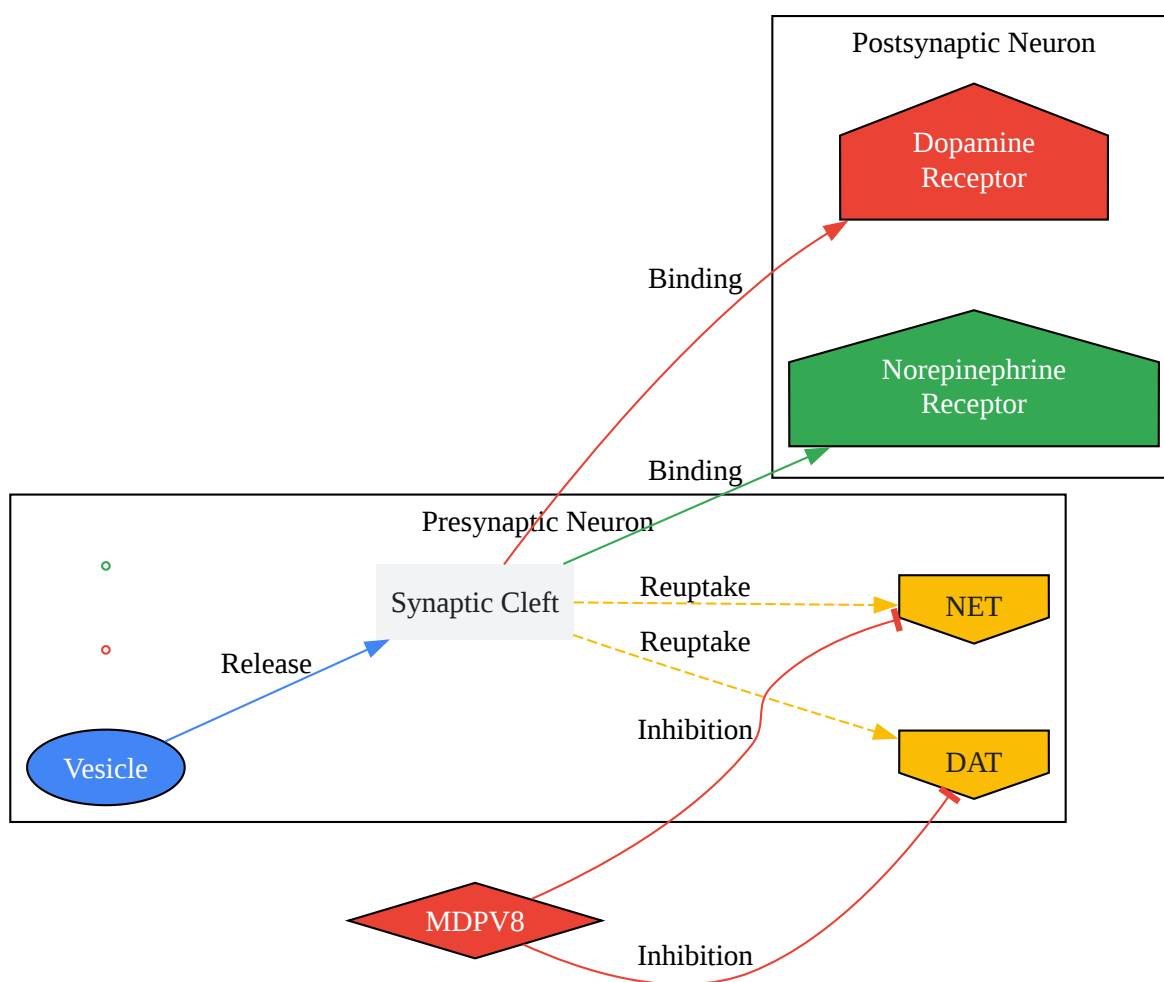 Postsynaptic Neuron
Dopamine
Receptor
Binding
Norepinephrine
Receptor
Binding
Presynaptic Neuron
Synaptic Cleft
Reuptake
NET
Reuptake
Release
Inhibition
Vesicle
DAT
MDPV8
Inhibition